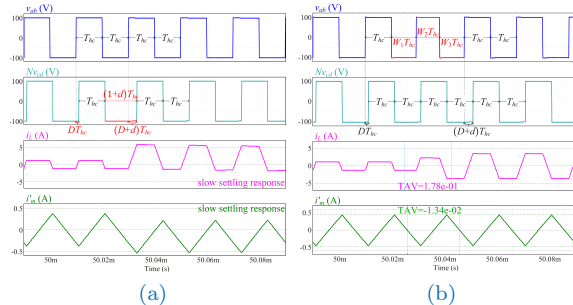 v_ab (V)
100
0
-100
T_hc T_hc T_hc T_hc
Nv_cd (V)
100
0
-100
(1+d)T_hc
T_hc T_hc T_hc
DT_hc (D+d)T_hc
i_L (A)
5
0
-5
slow settling response
i'_m (A)
slow settling response
0.5
0
-0.5
50m 50.02m 50.04m 50.06m 50.08m
Time (s)
(a)
v_ab (V)
100
0
-100
W_2T_hc
T_hc W_1T_hc W_3T_hc T_hc
Nv_cd (V)
100
0
-100
T_hc T_hc T_hc T_hc T_hc
DT_hc (D+d)T_hc
i_L (A)
5
0
-5
TAV=1.78e-01
i'_m (A)
TAV=-1.34e-02
0.5
0
-0.5
50m 50.02m 50.04m 50.06m 50.08m
Time (s)
(b)